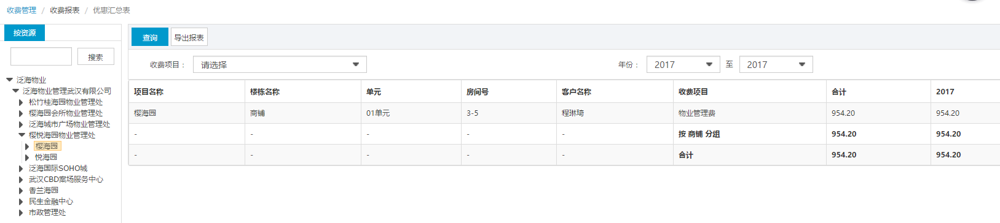 收费管理 / 收费报表 / 优惠汇总表
按资源
搜索
泛海物业
泛海物业管理武汉有限公司
松竹桂海园物业管理处
樱海园会所物业管理处
泛海城市广场物业管理处
樱悦海园物业管理处
樱海园
悦海园
泛海国际SOHO城
武汉CBD案场服务中心
香兰海园
民生金融中心
市政管理处
查询 导出报表
收费项目： 请选择 年份： 2017 至 2017
项目名称 楼栋名称 单元 房间号 客户名称 收费项目 合计 2017
樱海园 商铺 01单元 3-5 程琳琦 物业管理费 954.20 954.20
- - - - - 按 商铺 分组 954.20 954.20
- - - - - 合计 954.20 954.20